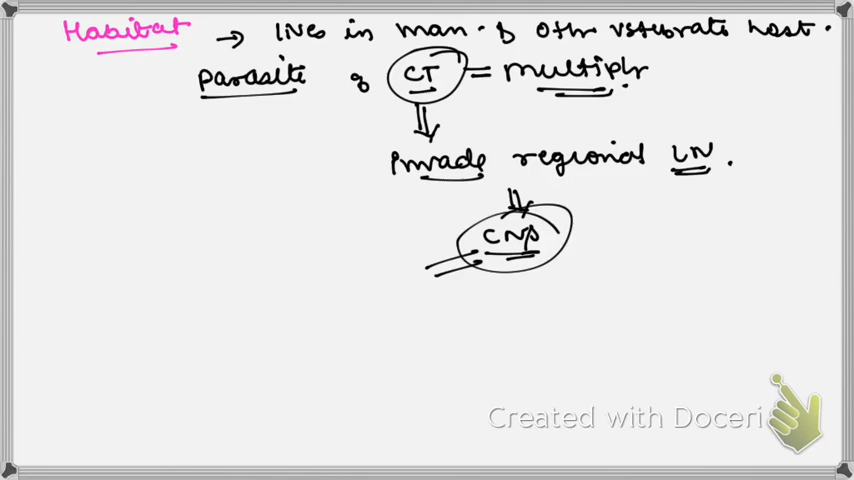 Habitat → lives in man & other vertebrate host.
Parasite of CT = multiply.
Invade regional LN.
CNS
Created with Doceri